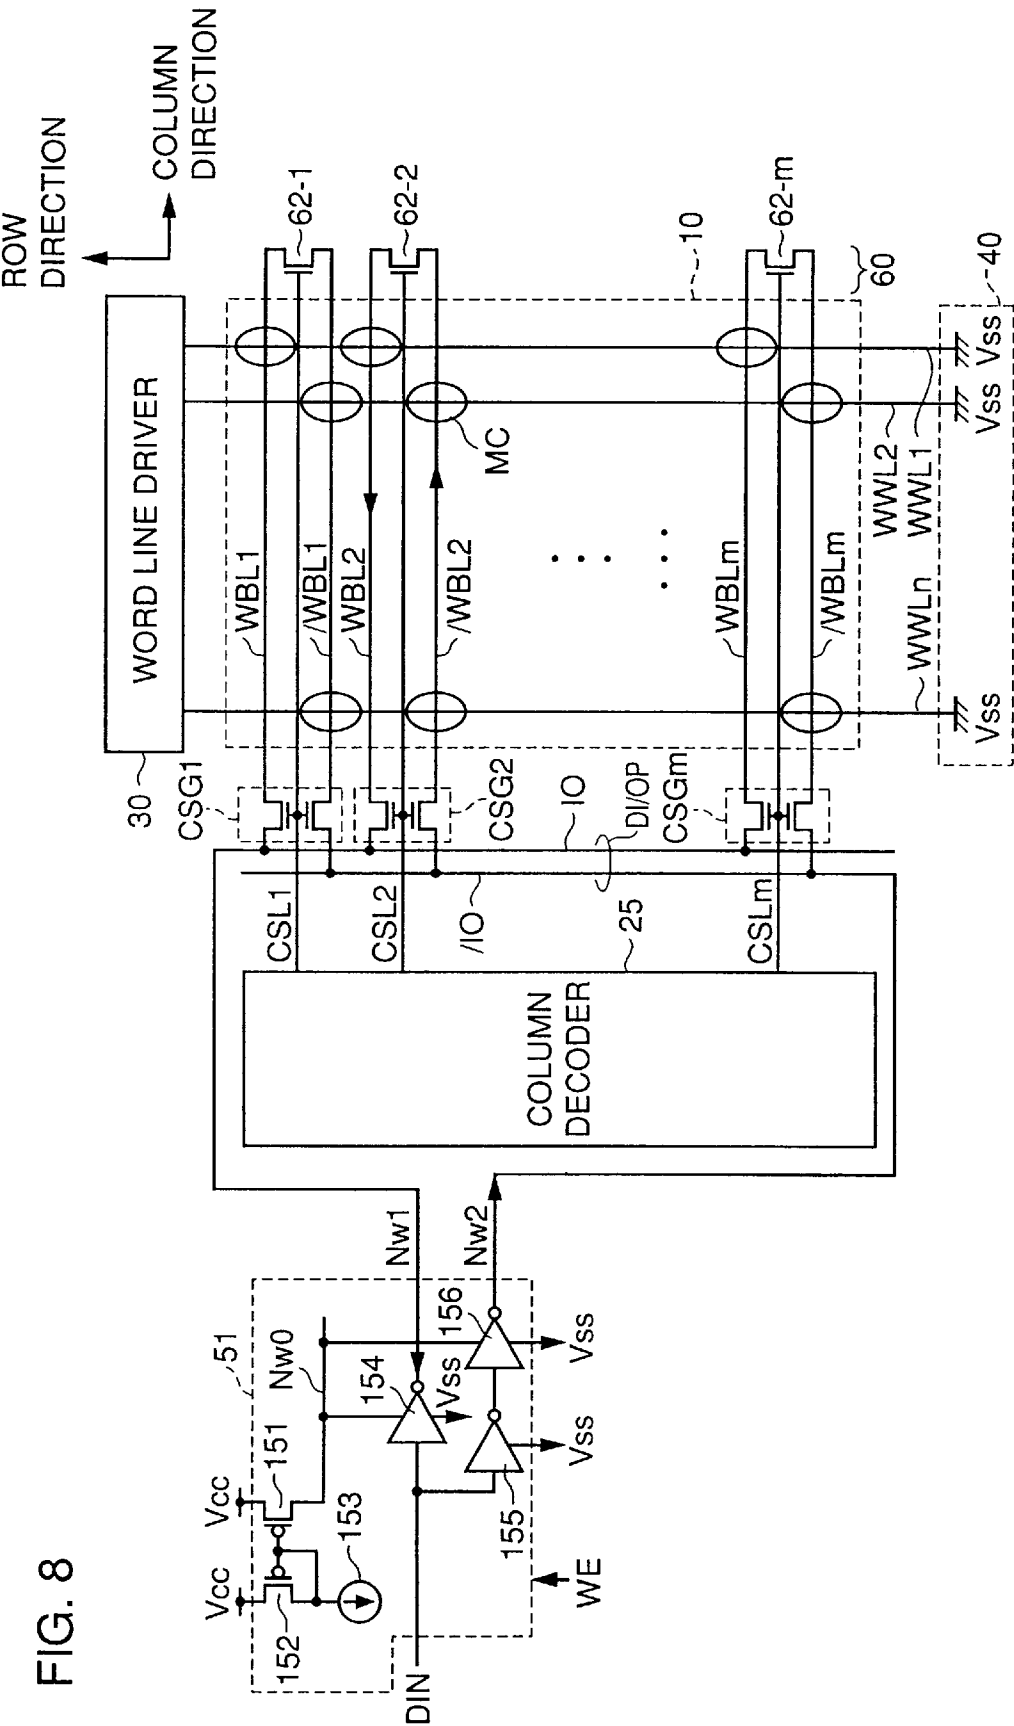 FIG. 8
ROW
DIRECTION
COLUMN
DIRECTION
WORD LINE DRIVER
30
CSG1
WBL1
/WBL1
62-1
CSL1
WBL2
/WBL2
62-2
CSL2
CSG2
MC
10
60
IO
/IO
DI/OP
CSGm
WBLm
/WBLm
62-m
CSLm
25
COLUMN
DECODER
WWLn
WWL2
WWL1
40
Vss
Vss
Vss
51
Vcc
Vcc
152
151
153
Nw0
154
Vss
Nw1
156
Nw2
155
Vss
Vss
DIN
WE